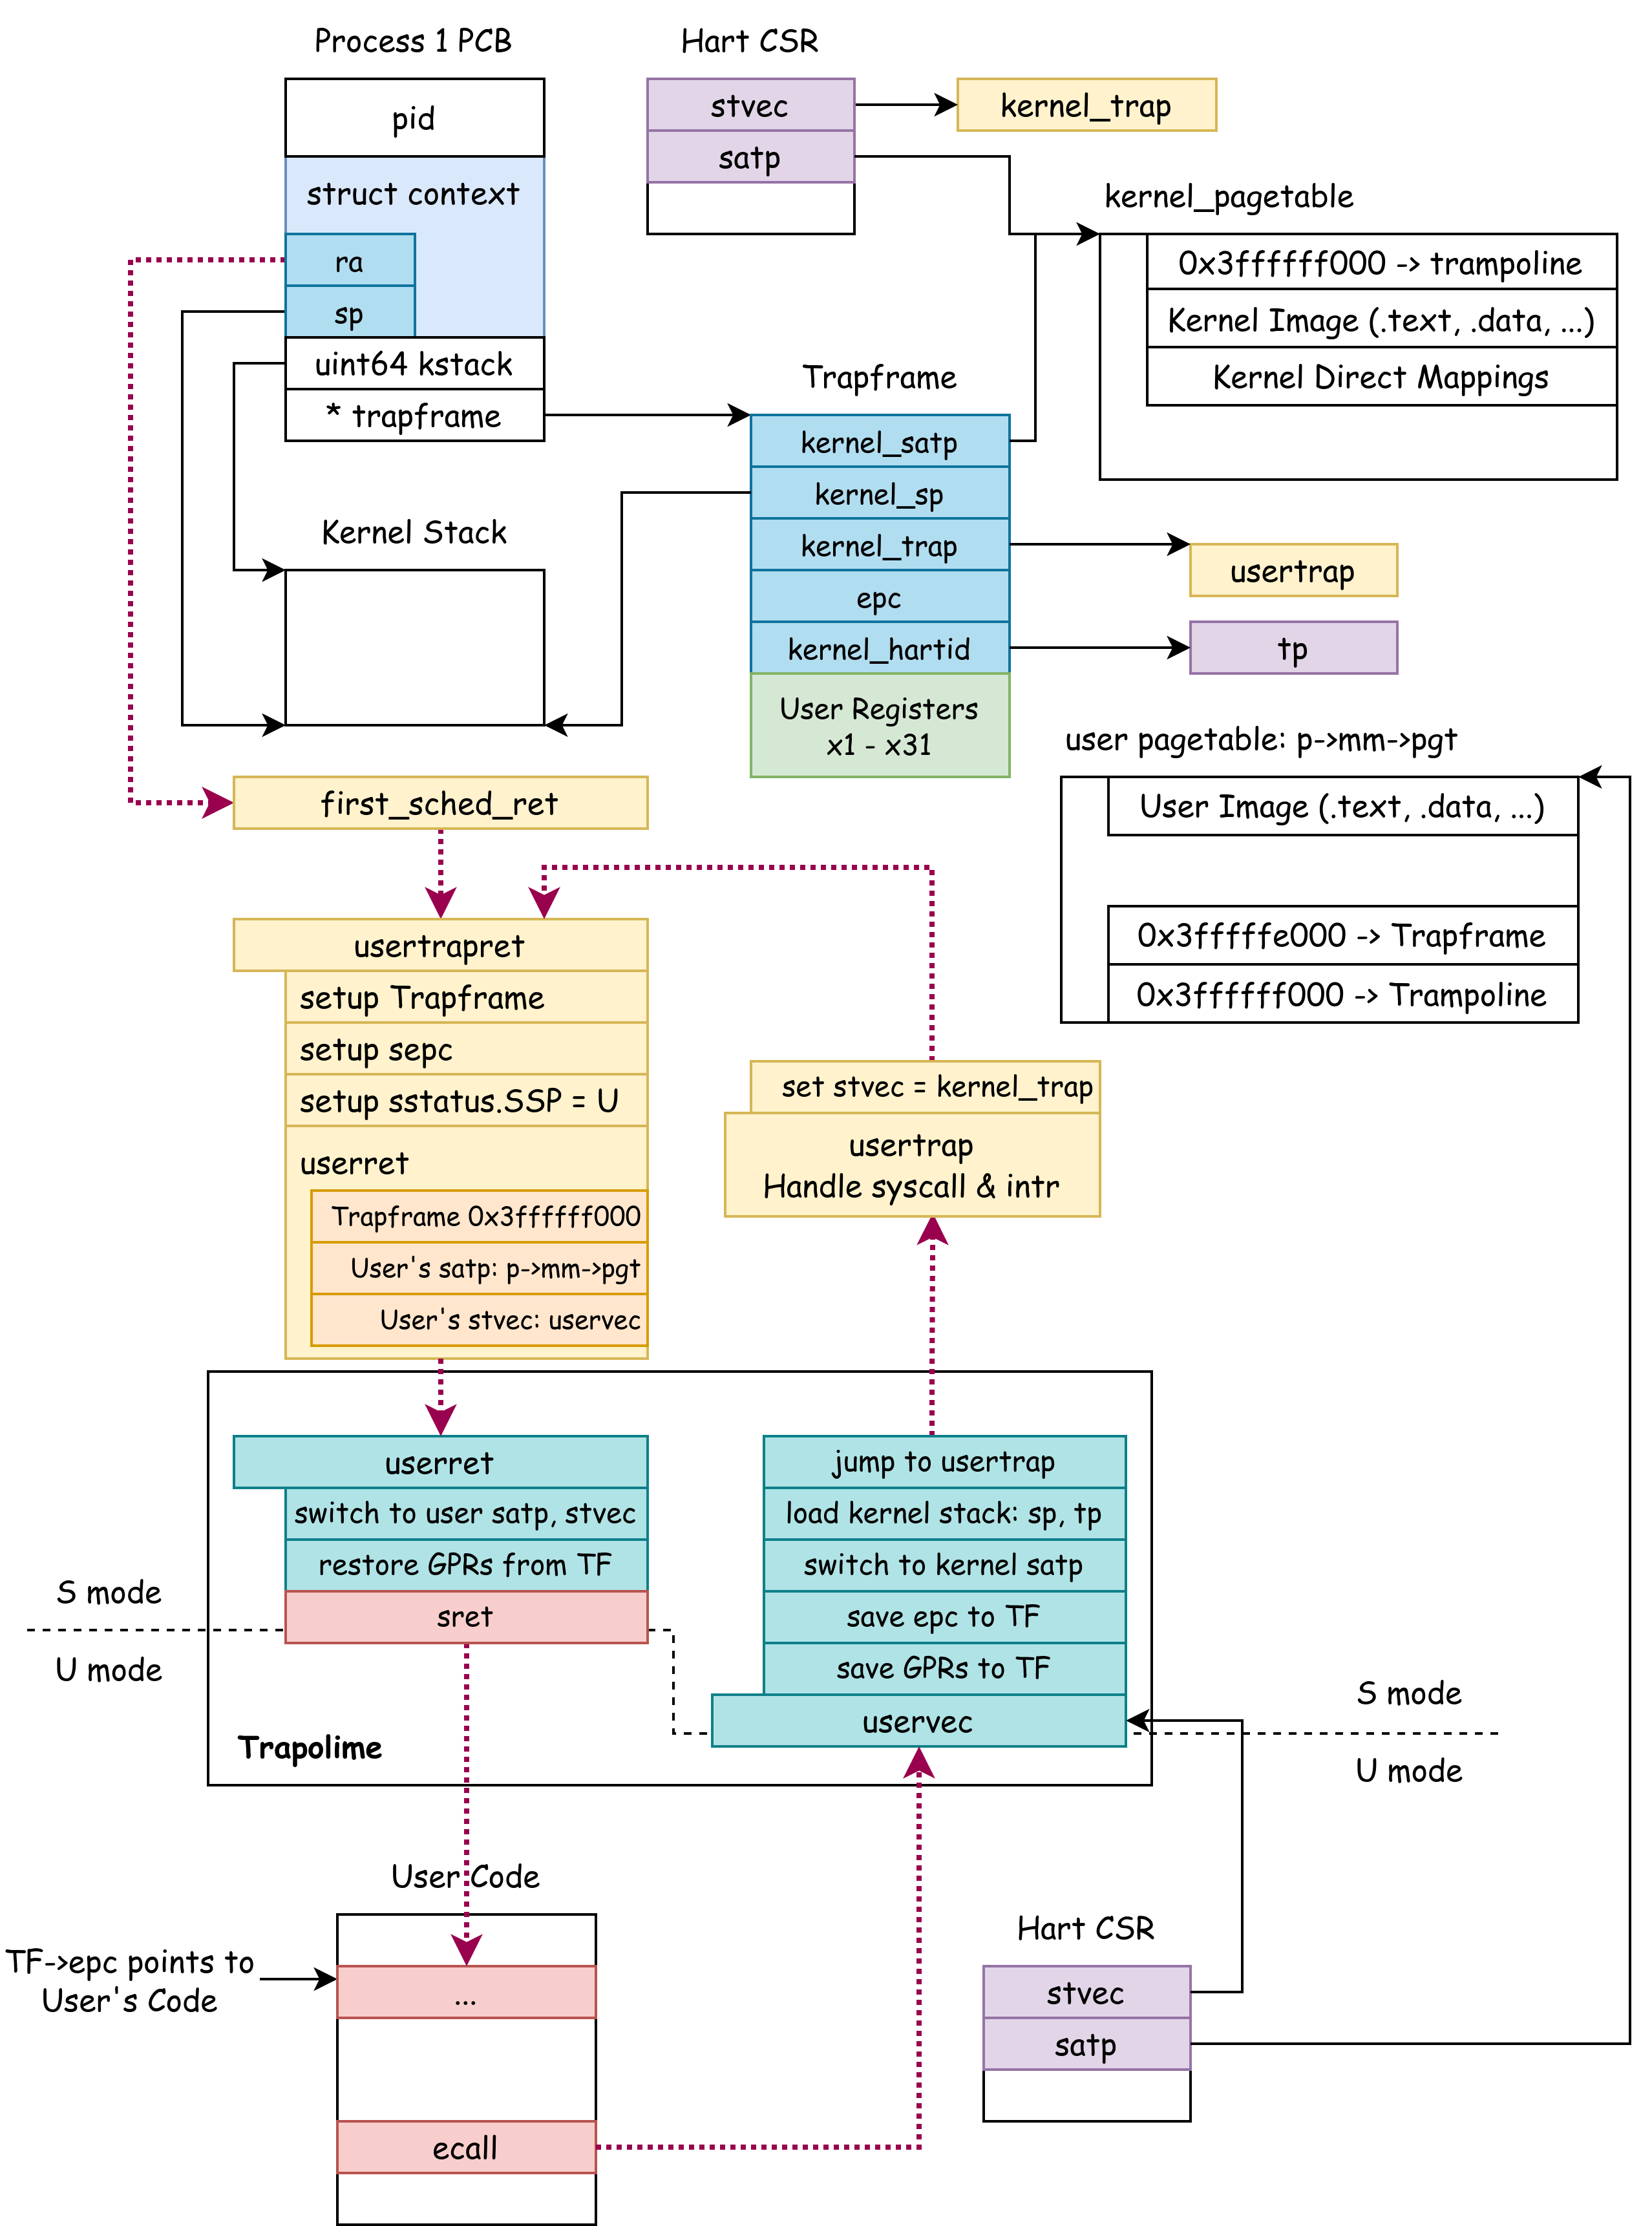 Process 1 PCB
pid
struct context
ra
sp
uint64 kstack
* trapframe
Hart CSR
stvec
satp
kernel_trap
kernel_pagetable
0x3ffffff000 -> trampoline
Kernel Image (.text, .data, ...)
Kernel Direct Mappings
Trapframe
kernel_satp
kernel_sp
kernel_trap
epc
kernel_hartid
User Registers
x1 - x31
usertrap
tp
Kernel Stack
user pagetable: p->mm->pgt
User Image (.text, .data, ...)
0x3fffffe000 -> Trapframe
0x3ffffff000 -> Trampoline
first_sched_ret
usertrapret
setup Trapframe
setup sepc
setup sstatus.SSP = U
userret
Trapframe 0x3ffffff000
User's satp: p->mm->pgt
User's stvec: uservec
set stvec = kernel_trap
usertrap
Handle syscall & intr
userret
switch to user satp, stvec
restore GPRs from TF
sret
jump to usertrap
load kernel stack: sp, tp
switch to kernel satp
save epc to TF
save GPRs to TF
uservec
S mode
U mode
Trapolime
S mode
U mode
User Code
TF->epc points to
User's Code
...
ecall
Hart CSR
stvec
satp